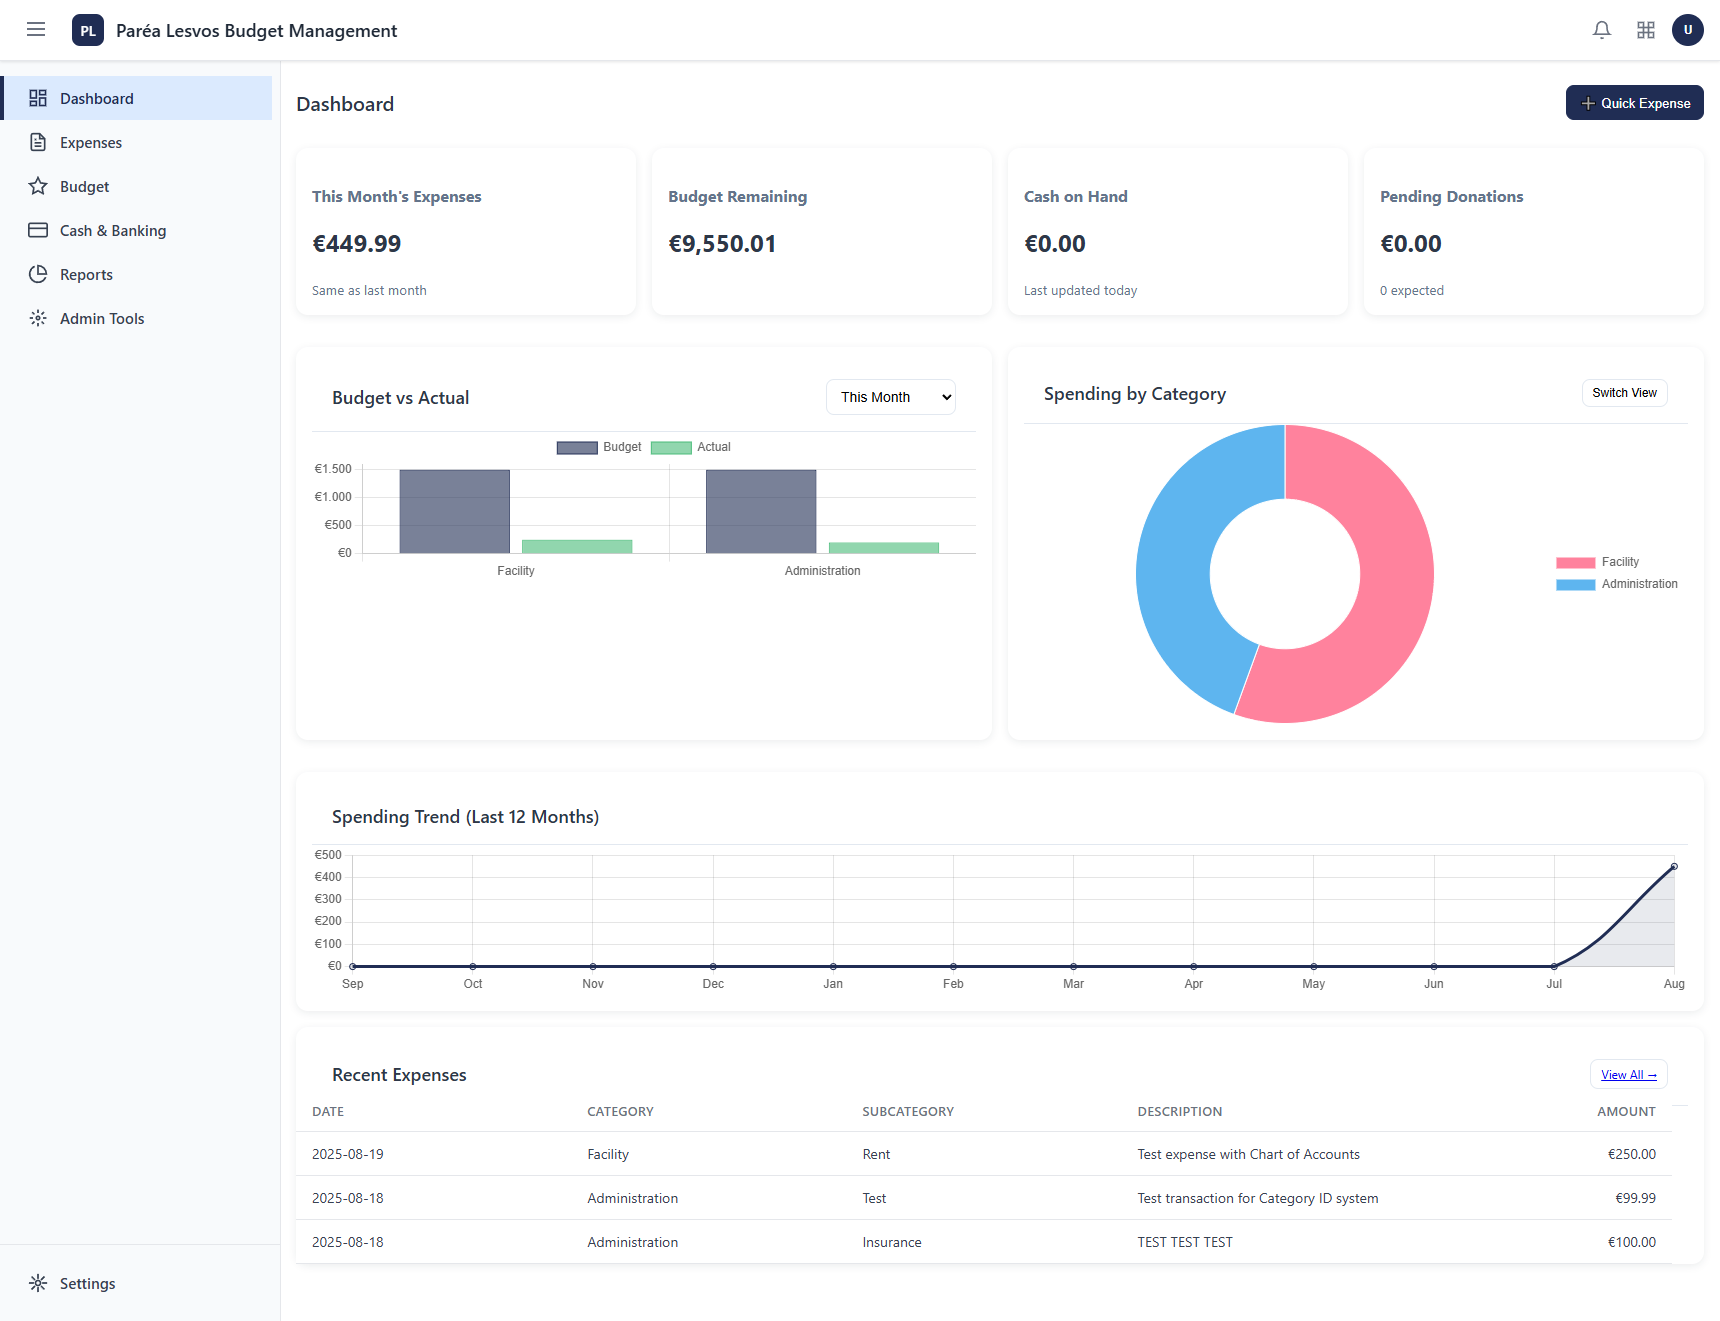 PL Paréa Lesvos Budget Management U
Dashboard
Expenses
Budget
Cash & Banking
Reports
Admin Tools
Settings
Dashboard
Quick Expense
This Month's Expenses
€449.99
Same as last month
Budget Remaining
€9,550.01
Cash on Hand
€0.00
Last updated today
Pending Donations
€0.00
0 expected
Budget vs Actual
This Month
Budget Actual
€1.500
€1.000
€500
€0
Facility Administration
Spending by Category
Switch View
Facility
Administration
Spending Trend (Last 12 Months)
€500
€400
€300
€200
€100
€0
Sep Oct Nov Dec Jan Feb Mar Apr May Jun Jul Aug
Recent Expenses
View All →
DATE CATEGORY SUBCATEGORY DESCRIPTION AMOUNT
2025-08-19 Facility Rent Test expense with Chart of Accounts €250.00
2025-08-18 Administration Test Test transaction for Category ID system €99.99
2025-08-18 Administration Insurance TEST TEST TEST €100.00